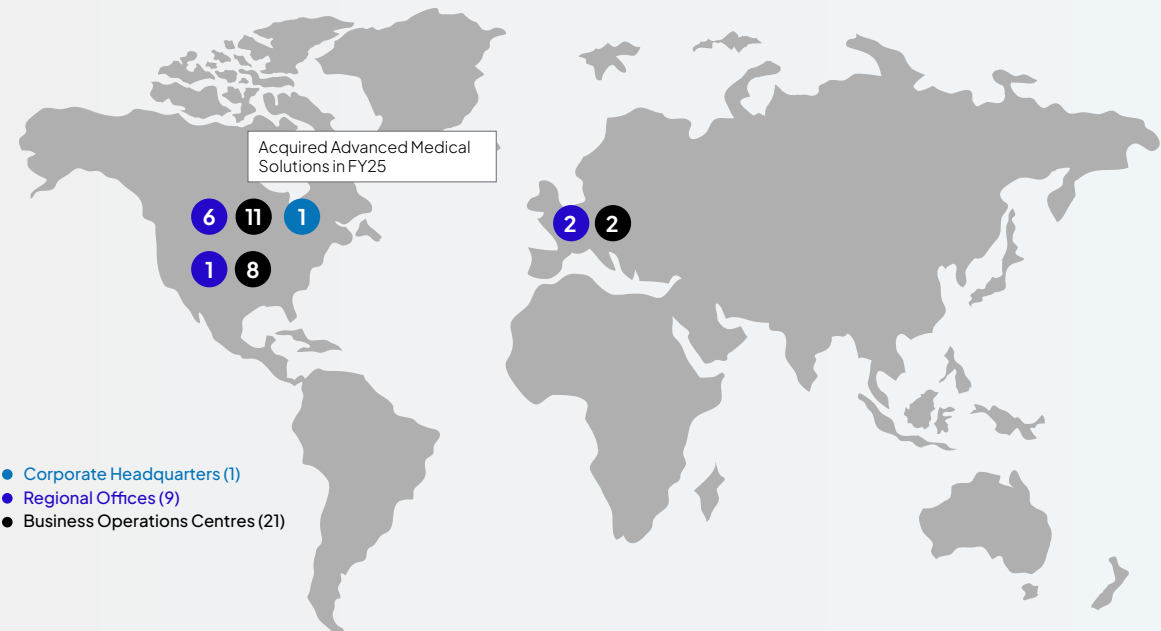 Acquired Advanced Medical
Solutions in FY25
6 11 1
2 2
1 8
Corporate Headquarters (1)
Regional Offices (9)
Business Operations Centres (21)